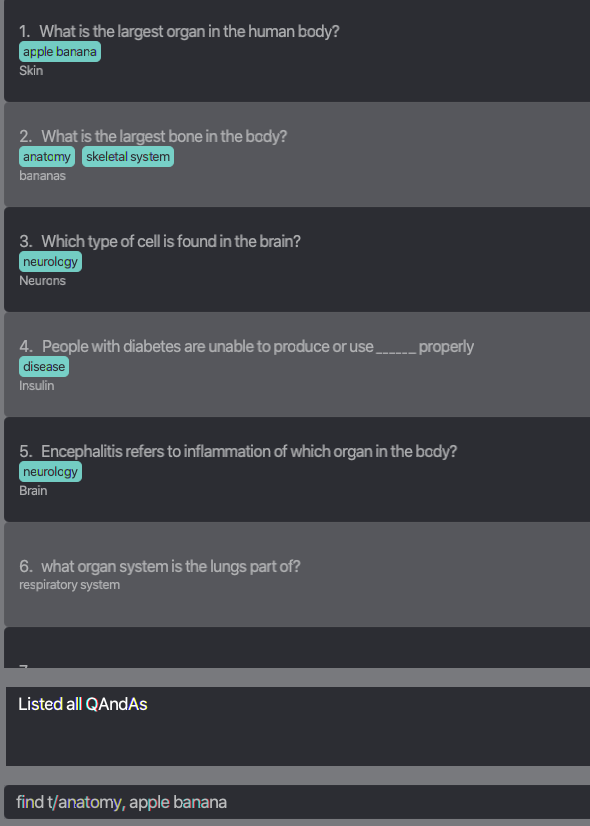 1. What is the largest organ in the human body?
apple banana
Skin
2. What is the largest bone in the body?
anatomy skeletal system
bananas
3. Which type of cell is found in the brain?
neurology
Neurons
4. People with diabetes are unable to produce or use ______ properly
disease
Insulin
5. Encephalitis refers to inflammation of which organ in the body?
neurology
Brain
6. what organ system is the lungs part of?
respiratory system
Listed all QAndAs
find t/anatomy, apple banana